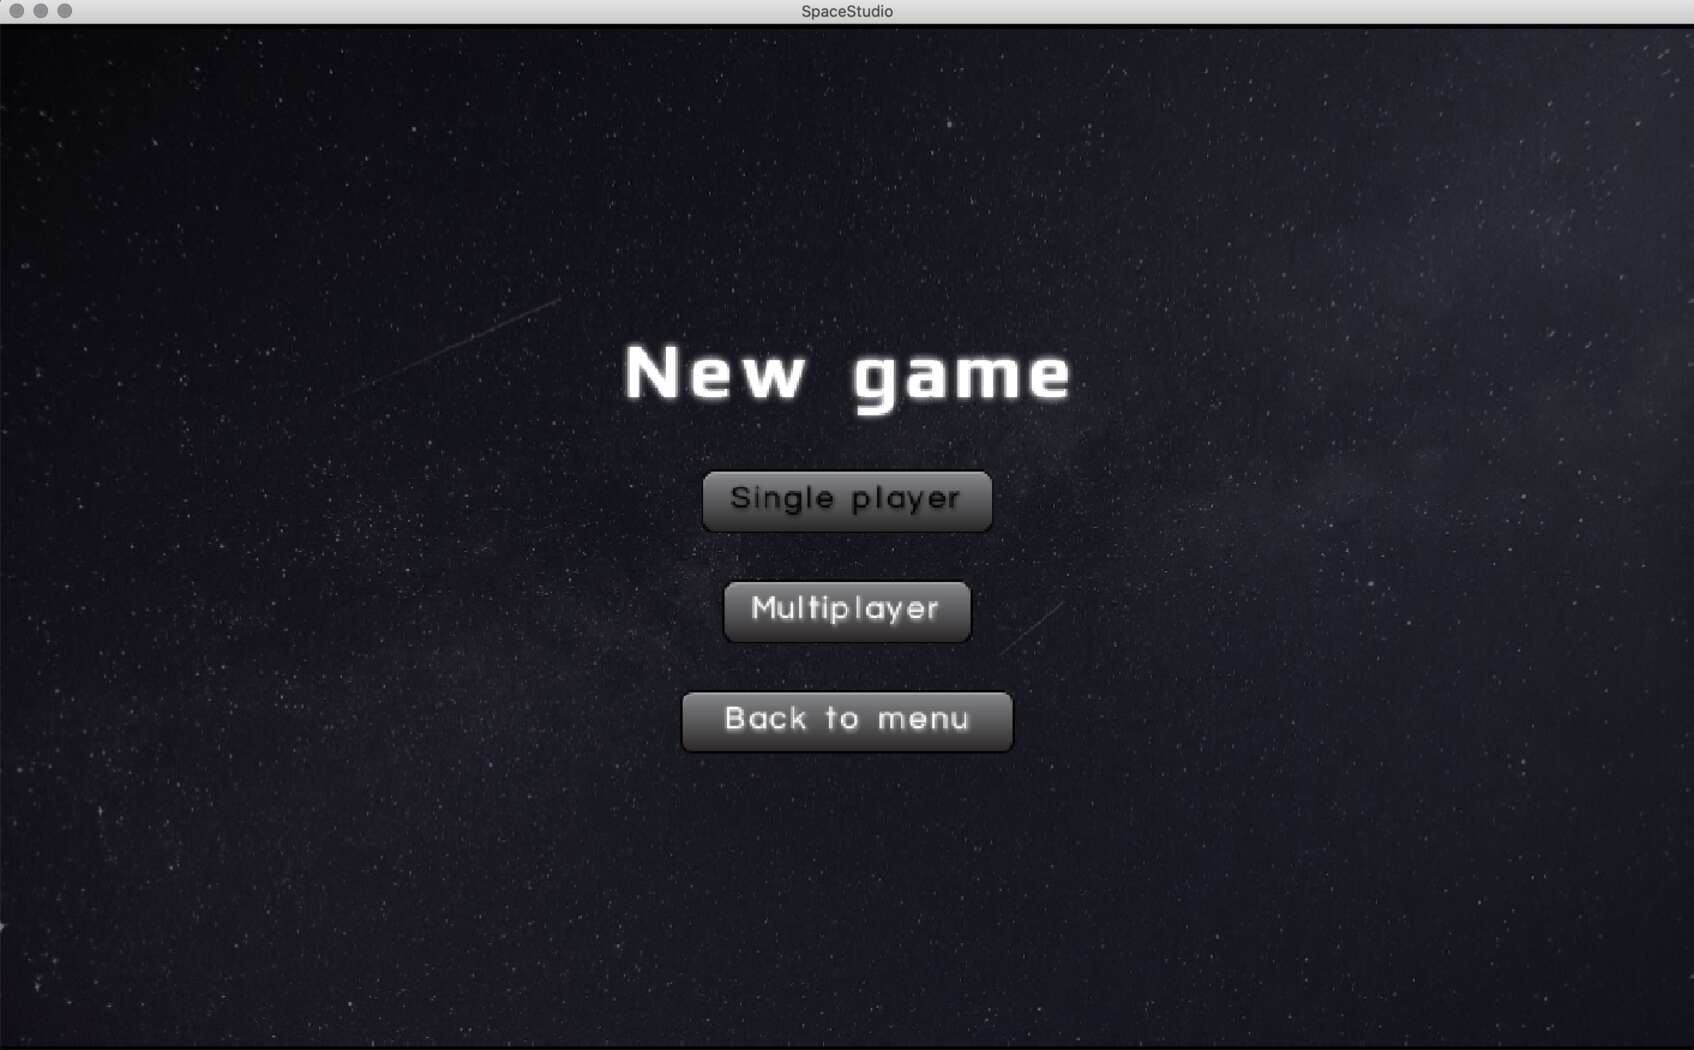 SpaceStudio
New game
Single player
Multiplayer
Back to menu